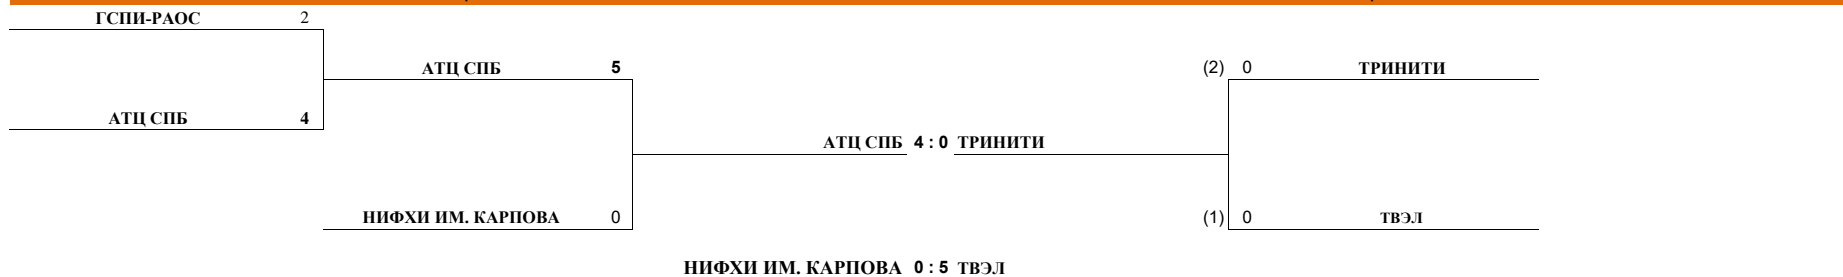 ГСПИ-РАОС 2
АТЦ СПБ 5 (2) 0 ТРИНИТИ
АТЦ СПБ 4
АТЦ СПБ 4 : 0 ТРИНИТИ
НИФХИ ИМ. КАРПОВА 0 (1) 0 ТВЭЛ
НИФХИ ИМ. КАРПОВА 0 : 5 ТВЭЛ